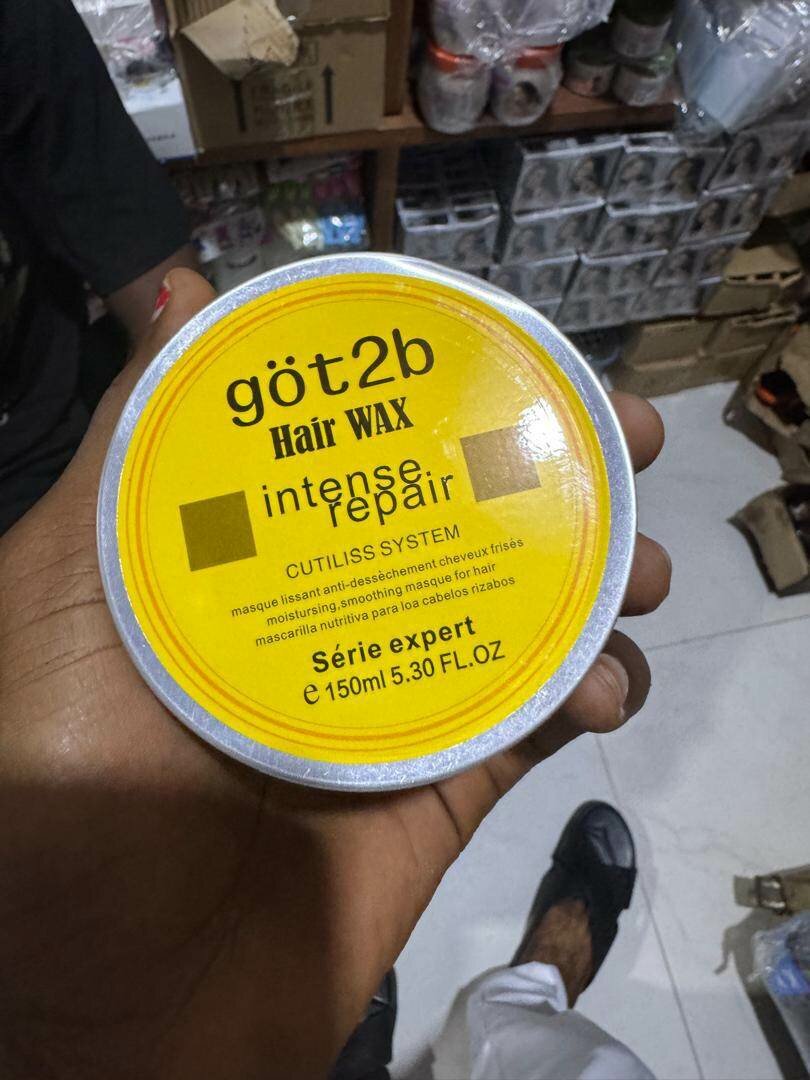 göt2b
Hair WAX
intense
repair
CUTILISS SYSTEM
masque lissant anti-dessèchement cheveux frisés
moistursing,smoothing masque for hair
mascarilla nutritiva para loa cabelos rizabos
Série expert
e 150ml 5.30 FL.OZ